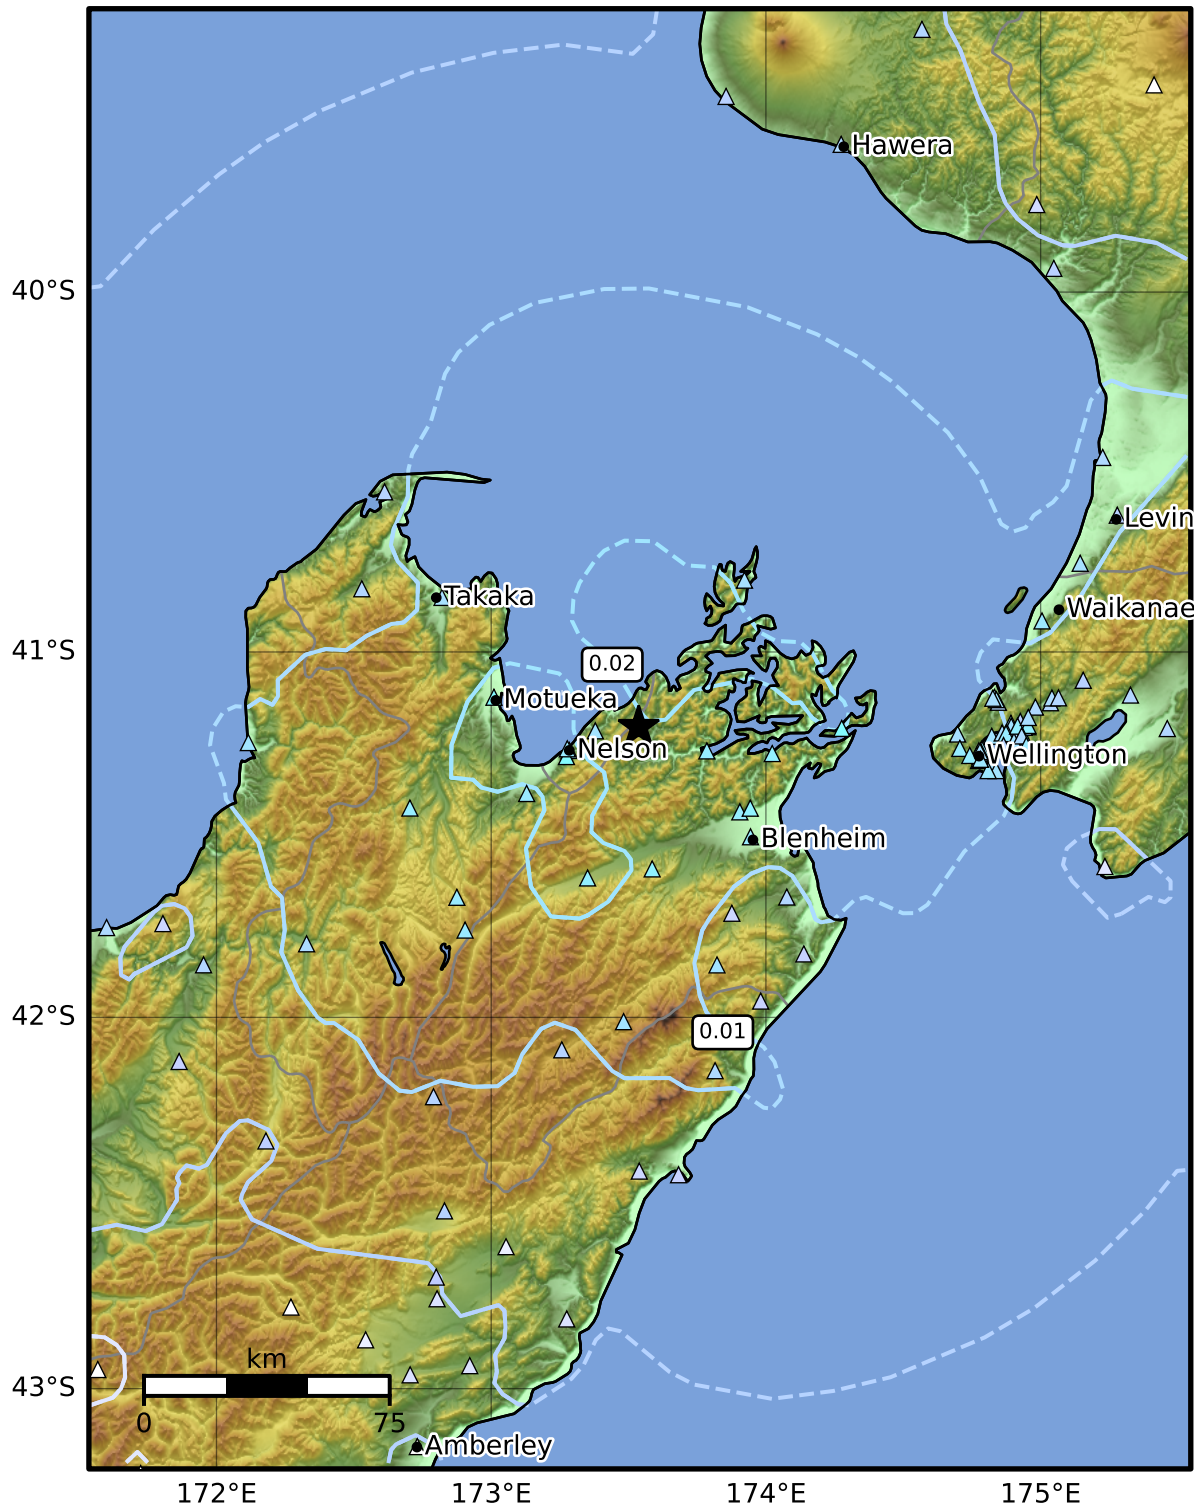 Hawera
40°S
Levin
Takaka
Waikanae
41°S
0.02
Motueka
Nelson
Wellington
Blenheim
42°S
0.01
km
43°S
0
75
Amberley
172°E
173°E
174°E
175°E